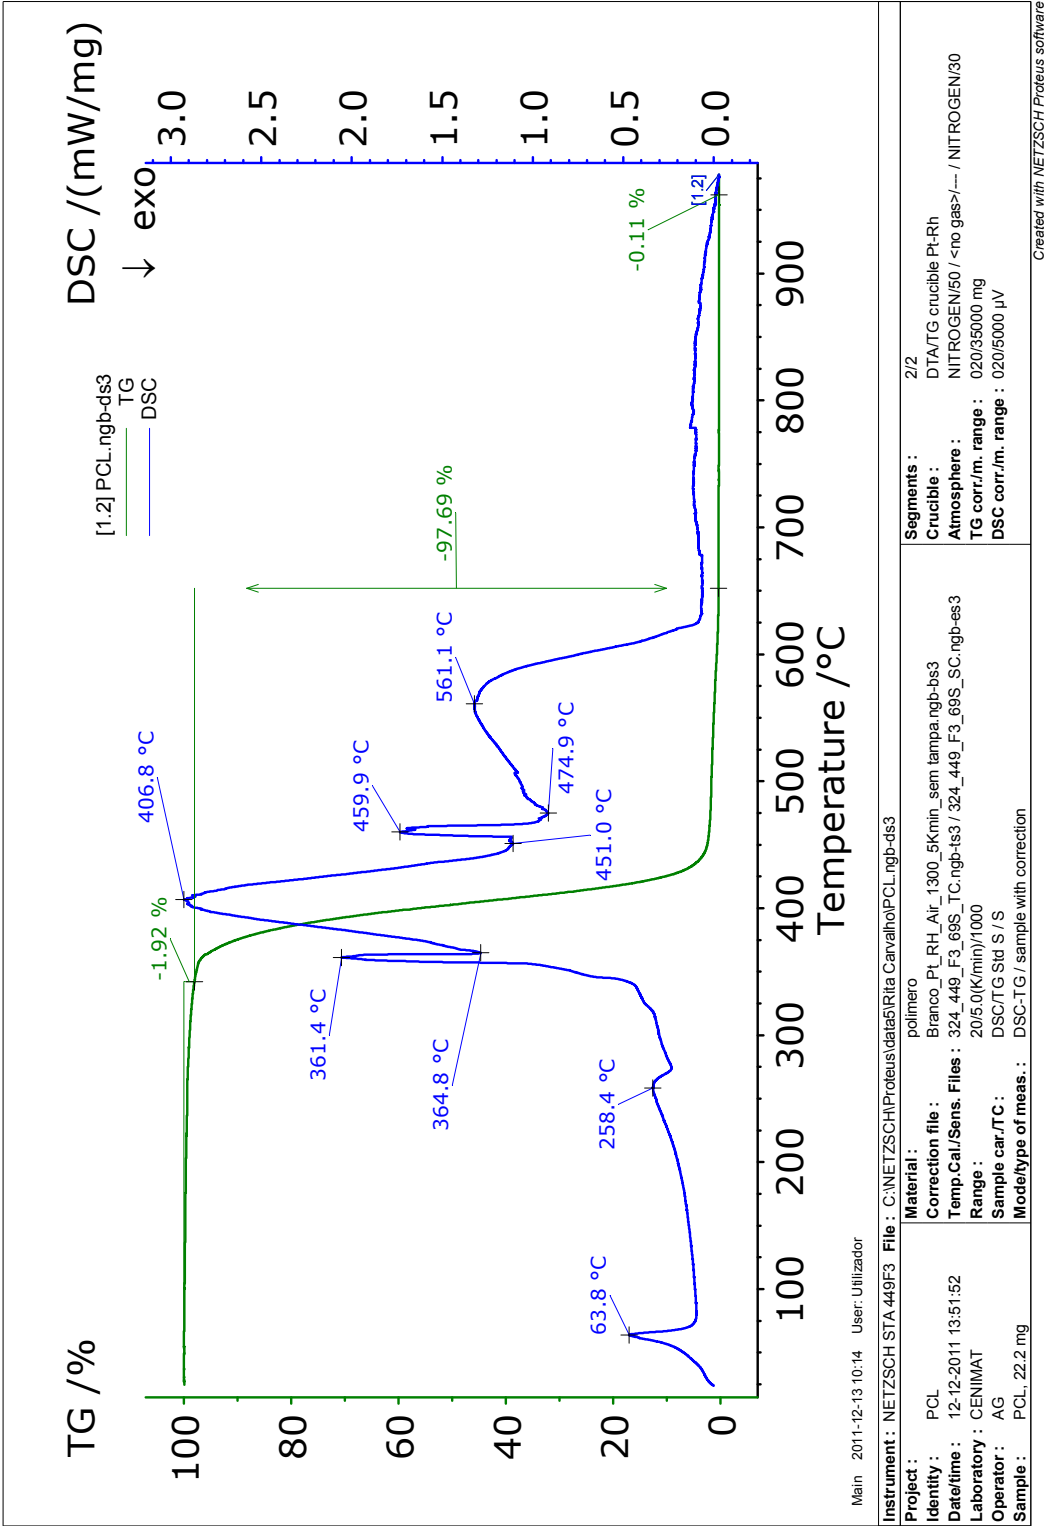 TG /%
DSC /(mW/mg)
↓ exo
[1.2] PCL.ngb-ds3
TG
DSC
100
80
60
40
20
0
3.0
2.5
2.0
1.5
1.0
0.5
0.0
-1.92 %
406.8 °C
459.9 °C
561.1 °C
-97.69 %
361.4 °C
364.8 °C
451.0 °C
474.9 °C
258.4 °C
63.8 °C
-0.11 %
[1.2]
100
200
300
400
500
600
700
800
900
Temperature /°C
Main 2011-12-13 10:14 User: Utilizador
Instrument : NETZSCH STA 449F3 File : C:\NETZSCH\Proteus\data5\Rita Carvalho\PCL.ngb-ds3
Project :
Identity : PCL
Date/time : 12-12-2011 13:51:52
Laboratory : CENIMAT
Operator : AG
Sample : PCL, 22.2 mg
Material : polimero
Correction file : Branco_Pt_RH_Air_1300_5Kmin_sem tampa.ngb-bs3
Temp.Cal./Sens. Files : 324_449_F3_69S_TC.ngb-ts3 / 324_449_F3_69S_SC.ngb-es3
Range : 20/5.0(K/min)/1000
Sample car./TC : DSC/TG Std S / S
Mode/type of meas. : DSC-TG / sample with correction
Segments : 2/2
Crucible : DTA/TG crucible Pt-Rh
Atmosphere : NITROGEN/50 / <no gas>/--- / NITROGEN/30
TG corr./m. range : 020/35000 mg
DSC corr./m. range : 020/5000 µV
Created with NETZSCH Proteus software